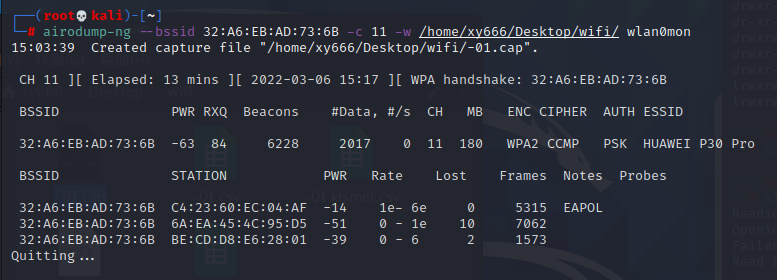 ┌──(root💀kali)-[~]
└─# airodump-ng --bssid 32:A6:EB:AD:73:6B -c 11 -w /home/xy666/Desktop/wifi/ wlan0mon
15:03:39  Created capture file "/home/xy666/Desktop/wifi/-01.cap".
CH 11 ][ Elapsed: 13 mins ][ 2022-03-06 15:17 ][ WPA handshake: 32:A6:EB:AD:73:6B
BSSID              PWR RXQ  Beacons    #Data, #/s  CH   MB   ENC CIPHER  AUTH ESSID
32:A6:EB:AD:73:6B  -63  84     6228     2017    0  11  180   WPA2 CCMP   PSK  HUAWEI P30 Pro
BSSID              STATION            PWR   Rate    Lost    Frames  Notes  Probes
32:A6:EB:AD:73:6B  C4:23:60:EC:04:AF  -14    1e- 6e     0     5315  EAPOL
32:A6:EB:AD:73:6B  6A:EA:45:4C:95:D5  -51    0 - 1e    10     7062
32:A6:EB:AD:73:6B  BE:CD:D8:E6:28:01  -39    0 - 6      2     1573
Quitting...